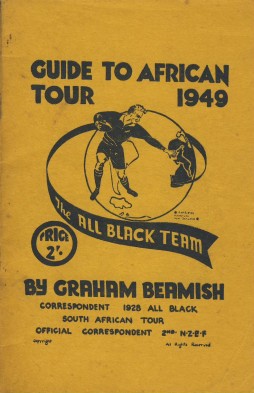 GUIDE TO AFRICAN
TOUR 1949
The ALL BLACK TEAM
PRICE
2/-
BY GRAHAM BEAMISH
CORRESPONDENT 1928 ALL BLACK
SOUTH AFRICAN TOUR
OFFICIAL CORRESPONDENT 2ND N·Z·E·F
Copyright All Rights Reserved